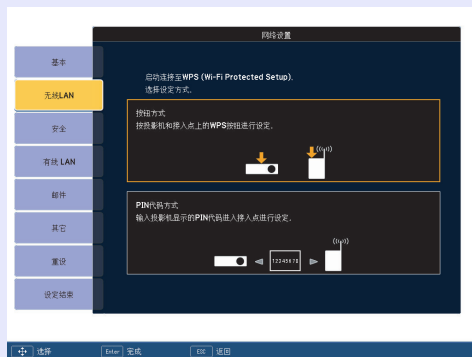 网络设置
基本
无线LAN
安全
有线 LAN
邮件
其它
重设
设定结束
启动连接至WPS (Wi-Fi Protected Setup).
选择设定方式.
按钮方式
按投影机和接入点上的WPS按钮进行设定.
PIN代码方式
输入投影机显示的PIN代码进入接入点进行设定.
12345678
选择
Enter 完成
ESC 返回